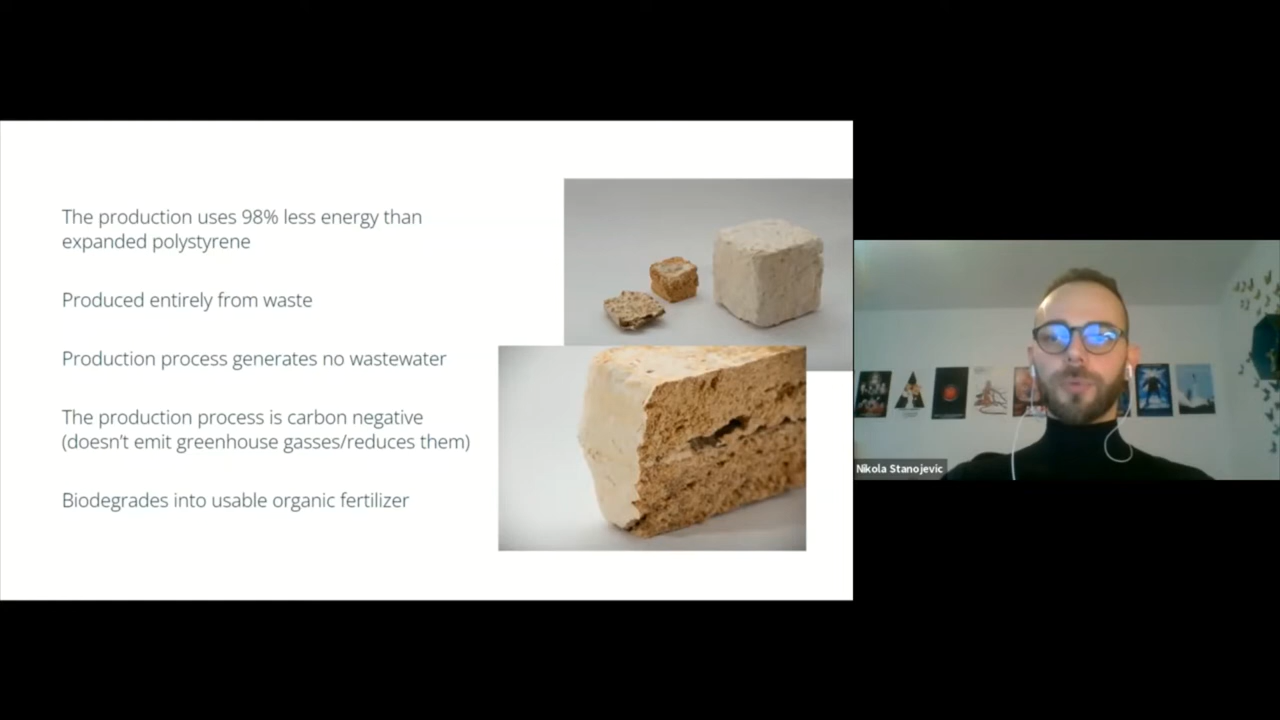 The production uses 98% less energy than
expanded polystyrene
Produced entirely from waste
Production process generates no wastewater
The production process is carbon negative
(doesn't emit greenhouse gasses/reduces them)
Biodegrades into usable organic fertilizer
Nikola Stanojevic